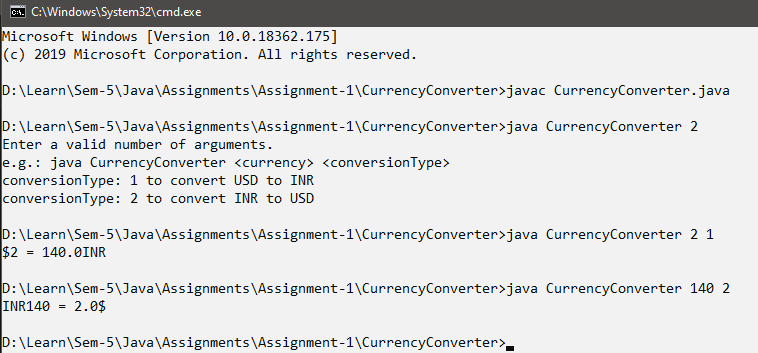 C:\Windows\System32\cmd.exe
Microsoft Windows [Version 10.0.18362.175]
(c) 2019 Microsoft Corporation. All rights reserved.
D:\Learn\Sem-5\Java\Assignments\Assignment-1\CurrencyConverter>javac CurrencyConverter.java
D:\Learn\Sem-5\Java\Assignments\Assignment-1\CurrencyConverter>java CurrencyConverter 2
Enter a valid number of arguments.
e.g.: java CurrencyConverter <currency> <conversionType>
conversionType: 1 to convert USD to INR
conversionType: 2 to convert INR to USD
D:\Learn\Sem-5\Java\Assignments\Assignment-1\CurrencyConverter>java CurrencyConverter 2 1
$2 = 140.0INR
D:\Learn\Sem-5\Java\Assignments\Assignment-1\CurrencyConverter>java CurrencyConverter 140 2
INR140 = 2.0$
D:\Learn\Sem-5\Java\Assignments\Assignment-1\CurrencyConverter>